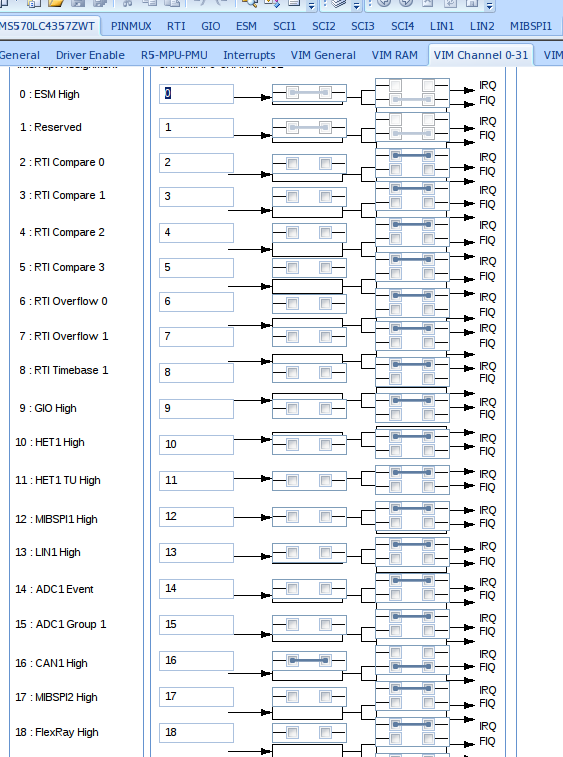 MS570LC4357ZWT PINMUX RTI GIO ESM SCI1 SCI2 SCI3 SCI4 LIN1 LIN2 MIBSPI1
General Driver Enable R5-MPU-PMU Interrupts VIM General VIM RAM VIM Channel 0-31 VIM
0 : ESM High 0 IRQ
FIQ
1 : Reserved 1 IRQ
FIQ
2 : RTI Compare 0 2 IRQ
FIQ
3 : RTI Compare 1 3 IRQ
FIQ
4 : RTI Compare 2 4 IRQ
FIQ
5 : RTI Compare 3 5 IRQ
FIQ
6 : RTI Overflow 0 6 IRQ
FIQ
7 : RTI Overflow 1 7 IRQ
FIQ
8 : RTI Timebase 1 8 IRQ
FIQ
9 : GIO High 9 IRQ
FIQ
10 : HET1 High 10 IRQ
FIQ
11 : HET1 TU High 11 IRQ
FIQ
12 : MIBSPI1 High 12 IRQ
FIQ
13 : LIN1 High 13 IRQ
FIQ
14 : ADC1 Event 14 IRQ
FIQ
15 : ADC1 Group 1 15 IRQ
FIQ
16 : CAN1 High 16 IRQ
FIQ
17 : MIBSPI2 High 17 IRQ
FIQ
18 : FlexRay High 18 IRQ
FIQ